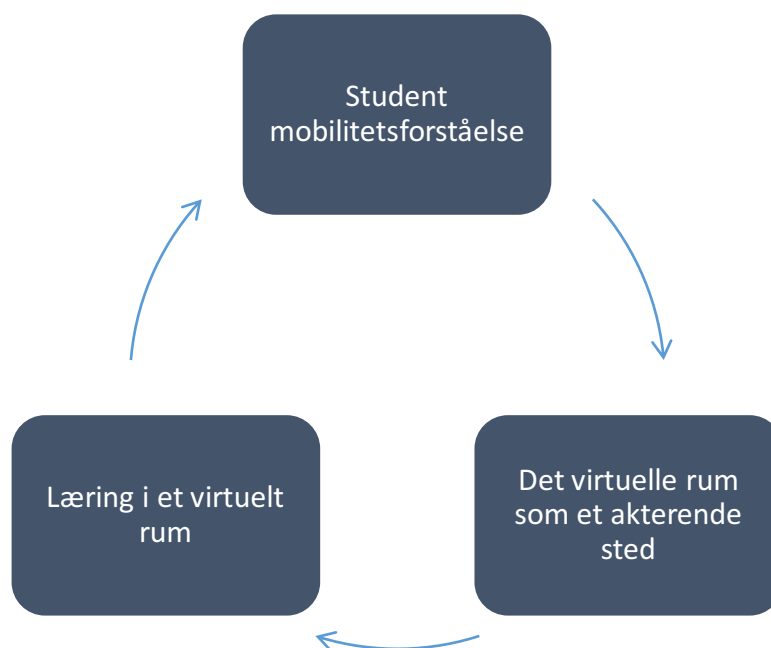 Student
mobilitetsforståelse
Det virtuelle rum
som et akterende
sted
Læring i et virtuelt
rum